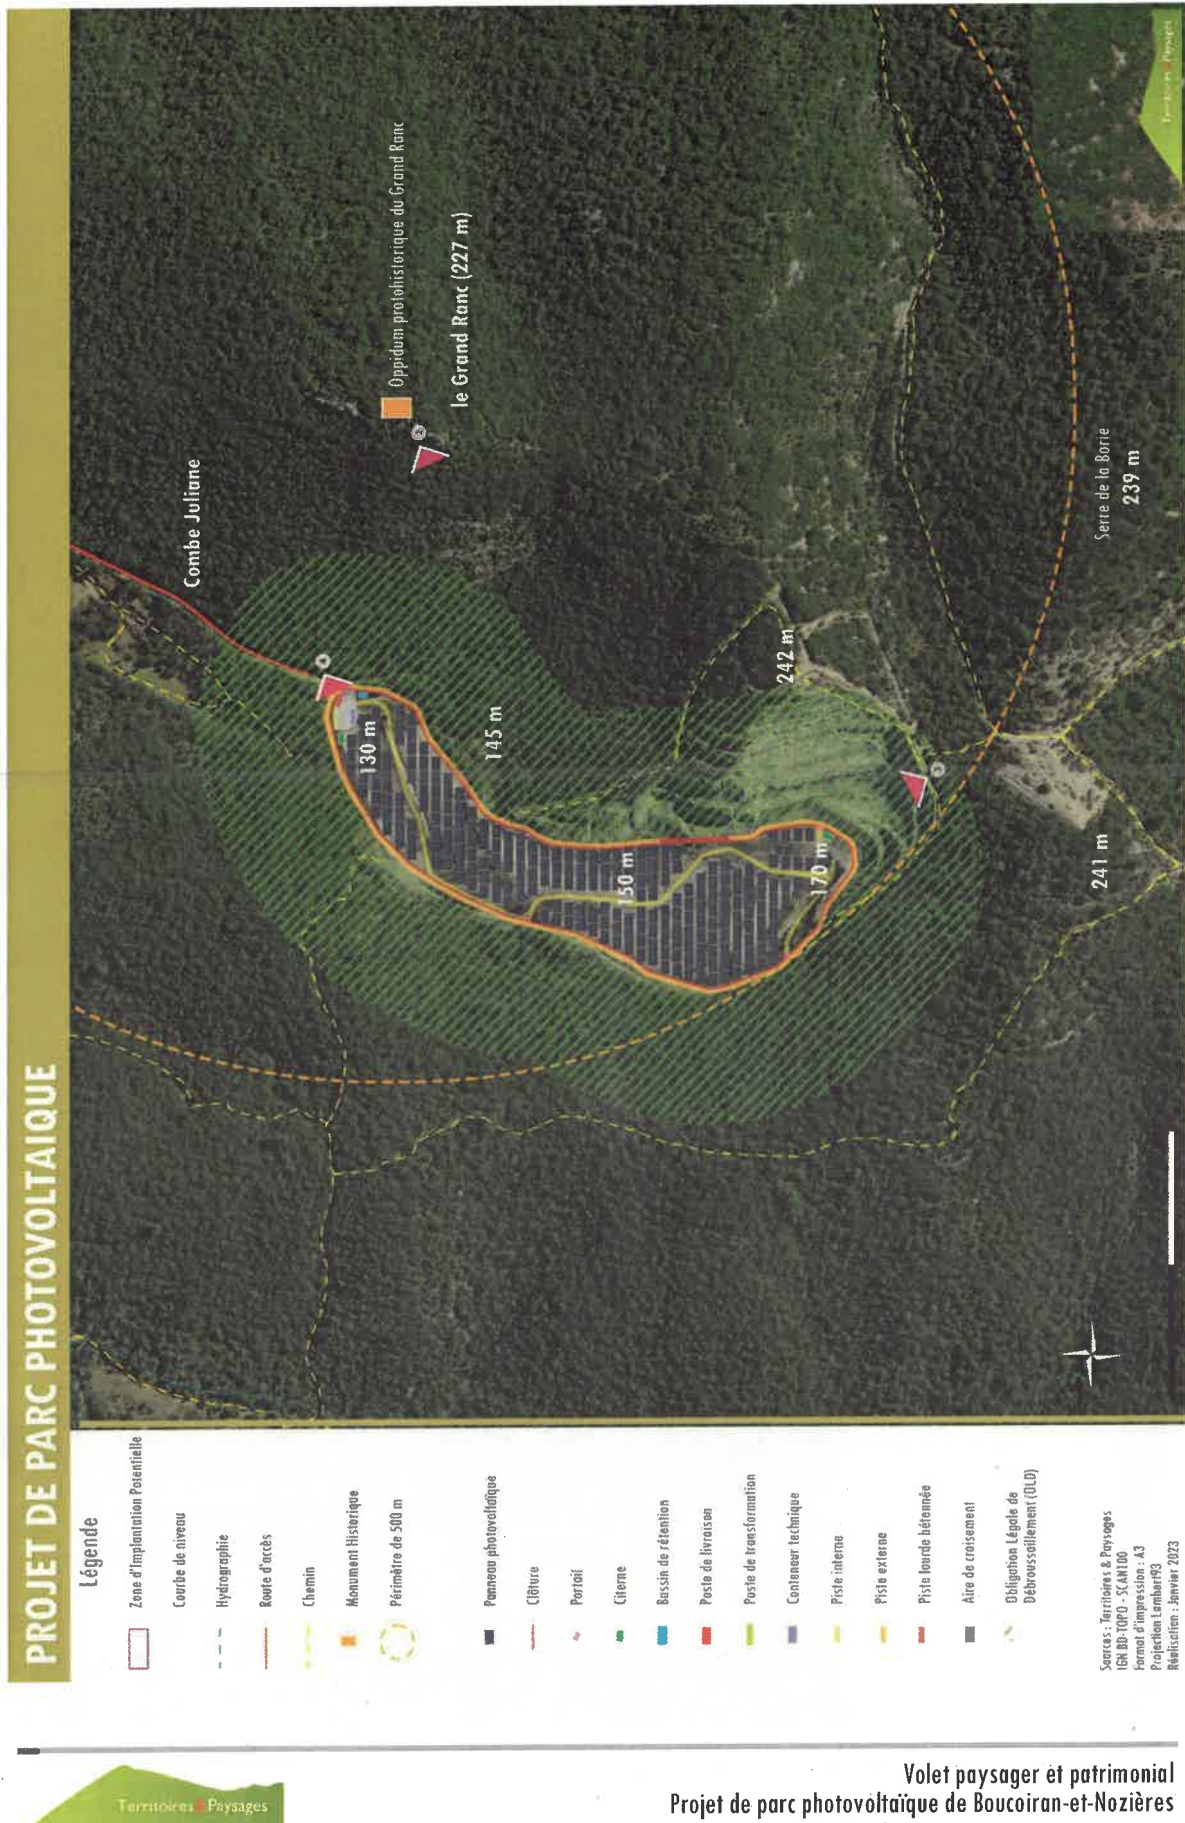 PROJET DE PARC PHOTOVOLTAIQUE
Légende
Zone d'Implantation Potentielle
Courbe de niveau
Hydrographie
Route d'accès
Chemin
Monument Historique
Périmètre de 500 m
Panneau photovoltaïque
Clôture
Portail
Citerne
Bassin de rétention
Poste de livraison
Poste de transformation
Conteneur technique
Piste interne
Piste externe
Piste lourde bétonnée
Aire de croisement
Obligation Légale de
Débroussaillement (OLD)
Sources : Territoires & Paysages
IGN BD-TOPO - SCAN100
Format d'impression : A3
Projection Lambert93
Réalisation : Janvier 2023
Combe Juliane
Oppidum protohistorique du Grand Ranc
le Grand Ranc (227 m)
130 m
145 m
150 m
170 m
242 m
241 m
Serre de la Borie
239 m
Territoires & Paysages
Territoires & Paysages
Volet paysager et patrimonial
Projet de parc photovoltaïque de Boucoiran-et-Nozières